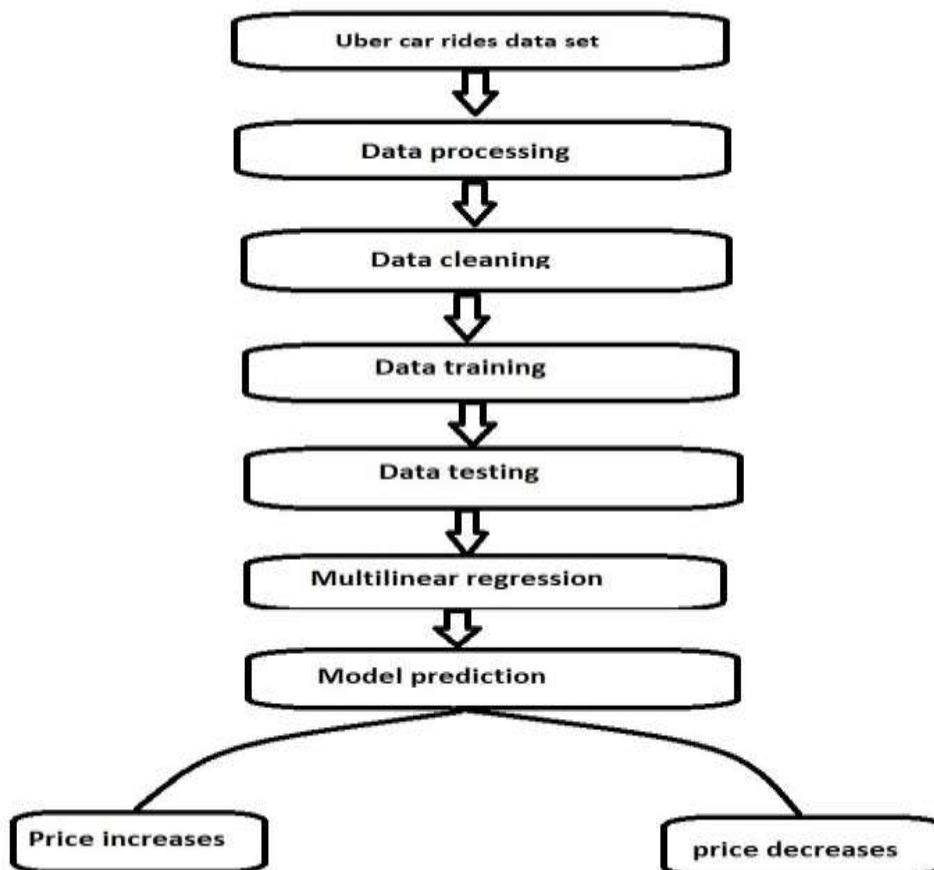 Uber car rides data set
Data processing
Data cleaning
Data training
Data testing
Multilinear regression
Model prediction
Price increases
price decreases